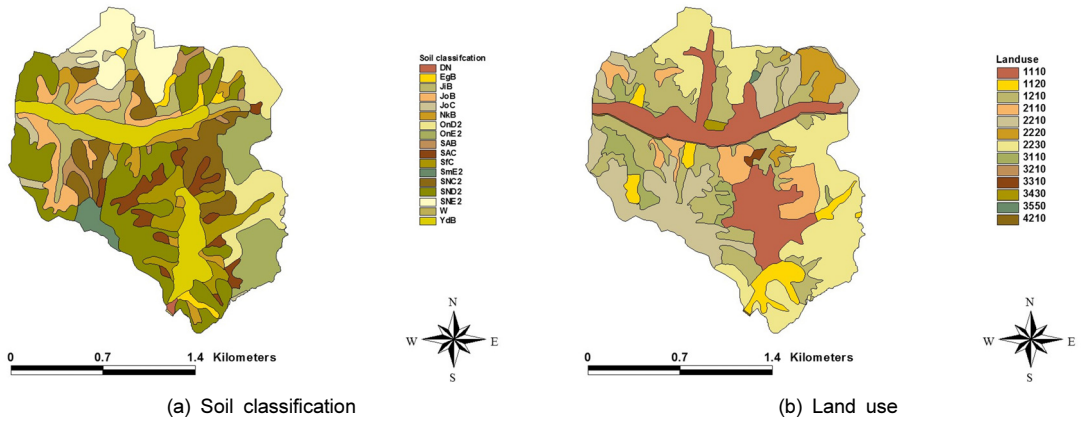 Soil classifcation
DN
EgB
JiB
JoB
JoC
NkB
OnD2
OnE2
SAB
SAC
SfC
SmE2
SNC2
SND2
SNE2
W
YdB
N
W E
S
0 0.7 1.4 Kilometers
(a) Soil classification
Landuse
1110
1120
1210
2110
2210
2220
2230
3110
3210
3310
3430
3550
4210
N
W E
S
0 0.7 1.4 Kilometers
(b) Land use